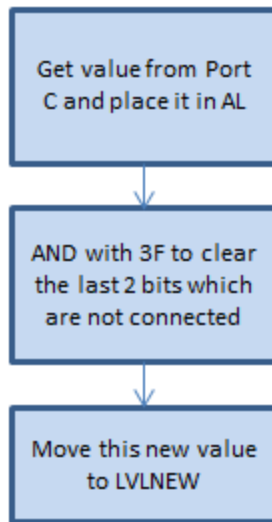 Get value from Port
C and place it in AL
AND with 3F to clear
the last 2 bits which
are not connected
Move this new value
to LVLNEW